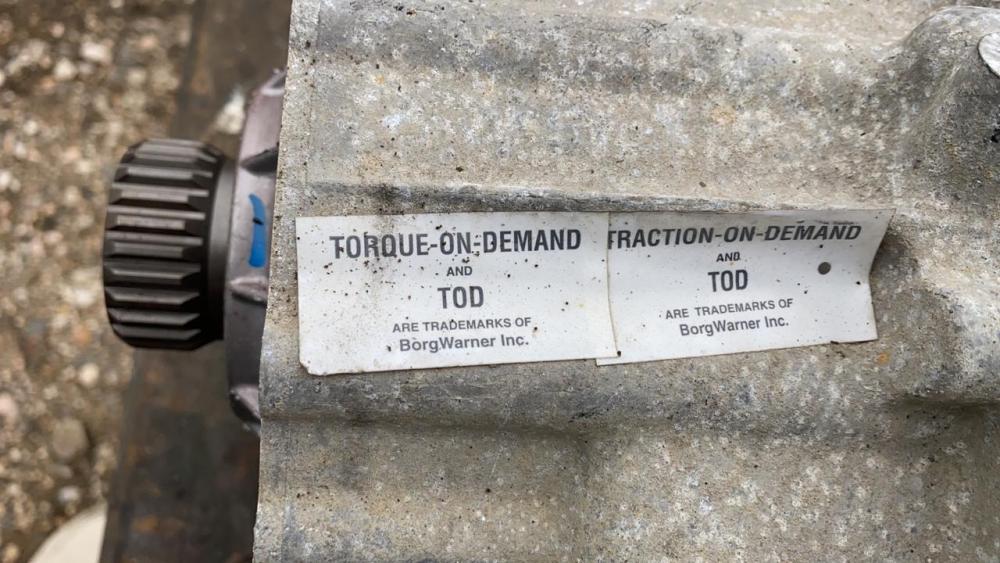 TORQUE-ON-DEMAND
AND
TOD
ARE TRADEMARKS OF
BorgWarner Inc.
TRACTION-ON-DEMAND
AND
TOD
ARE TRADEMARKS OF
BorgWarner Inc.